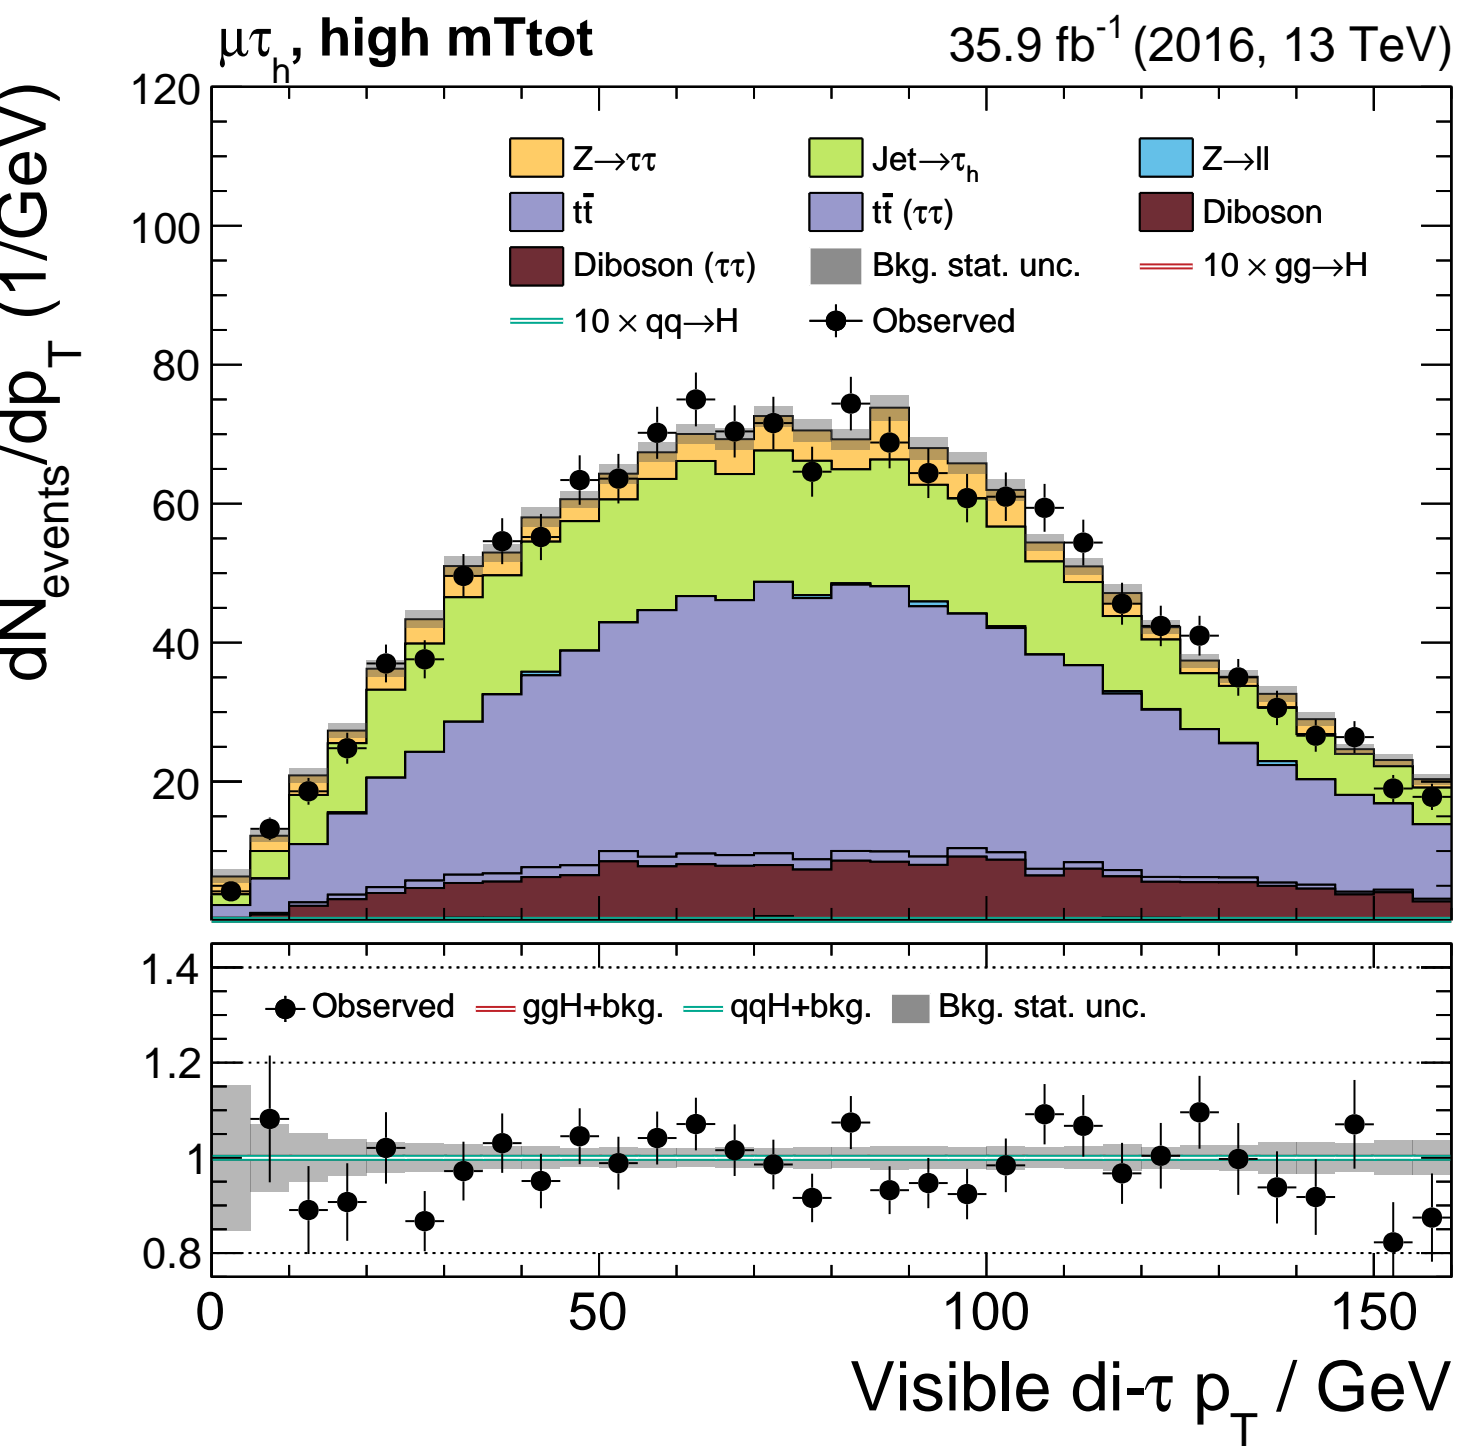 μτh, high mTtot
35.9 fb-1 (2016, 13 TeV)
dNevents/dpT (1/GeV)
120
100
80
60
40
20
Z→ττ Jet→τh Z→ll
tt̄ tt̄ (ττ) Diboson
Diboson (ττ) Bkg. stat. unc. 10 × gg→H
10 × qq→H Observed
1.4
1.2
1
0.8
Observed ggH+bkg. qqH+bkg. Bkg. stat. unc.
0 50 100 150
Visible di-τ pT / GeV